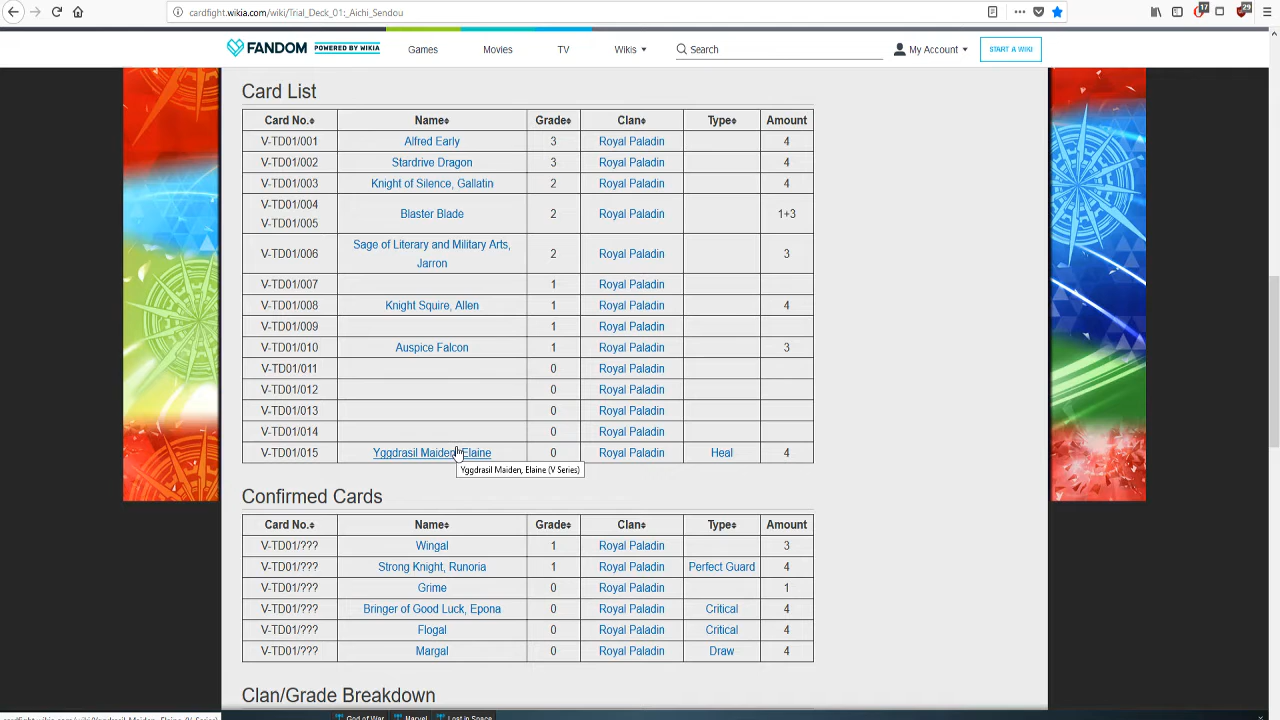 cardfight.wikia.com/wiki/Trial_Deck_01:_Aichi_Sendou
17
29
FANDOM POWERED BY WIKIA Games Movies TV Wikis Search My Account START A WIKI
Card List
Card No. Name Grade Clan Type Amount
V-TD01/001 Alfred Early 3 Royal Paladin 4
V-TD01/002 Stardrive Dragon 3 Royal Paladin 4
V-TD01/003 Knight of Silence, Gallatin 2 Royal Paladin 4
V-TD01/004
V-TD01/005 Blaster Blade 2 Royal Paladin 1+3
V-TD01/006 Sage of Literary and Military Arts,
Jarron 2 Royal Paladin 3
V-TD01/007 1 Royal Paladin
V-TD01/008 Knight Squire, Allen 1 Royal Paladin 4
V-TD01/009 1 Royal Paladin
V-TD01/010 Auspice Falcon 1 Royal Paladin 3
V-TD01/011 0 Royal Paladin
V-TD01/012 0 Royal Paladin
V-TD01/013 0 Royal Paladin
V-TD01/014 0 Royal Paladin
V-TD01/015 Yggdrasil Maiden, Elaine 0 Royal Paladin Heal 4
Yggdrasil Maiden, Elaine (V Series)
Confirmed Cards
Card No. Name Grade Clan Type Amount
V-TD01/??? Wingal 1 Royal Paladin 3
V-TD01/??? Strong Knight, Runoria 1 Royal Paladin Perfect Guard 4
V-TD01/??? Grime 0 Royal Paladin 1
V-TD01/??? Bringer of Good Luck, Epona 0 Royal Paladin Critical 4
V-TD01/??? Flogal 0 Royal Paladin Critical 4
V-TD01/??? Margal 0 Royal Paladin Draw 4
Clan/Grade Breakdown
God of War Marvel Lost in Space